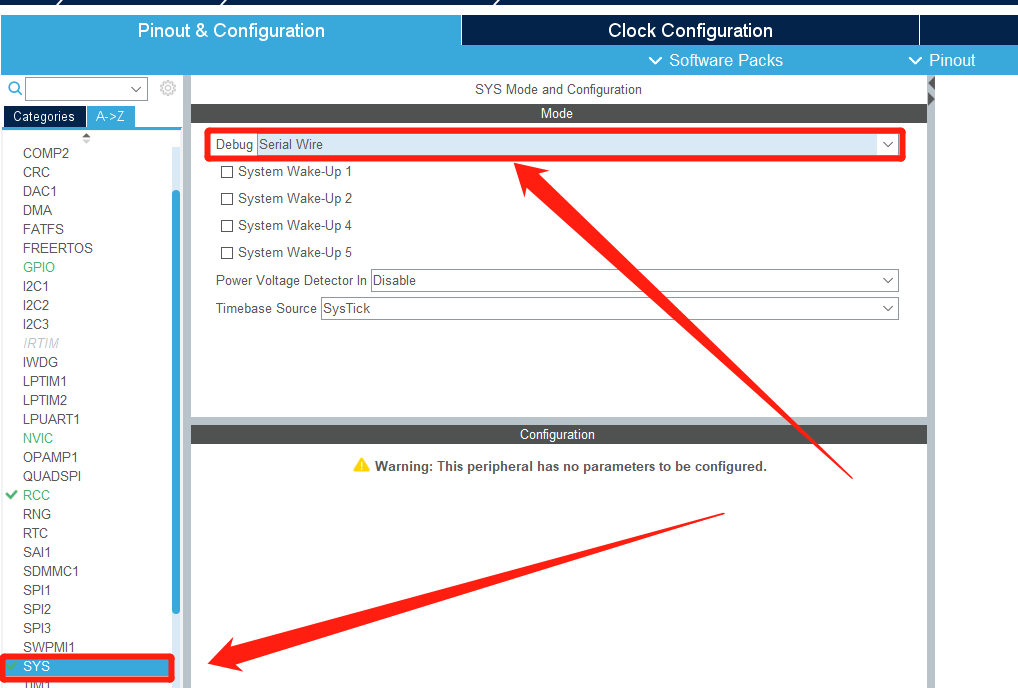 Pinout & Configuration
Clock Configuration
Software Packs
Pinout
Categories
A->Z
COMP2
CRC
DAC1
DMA
FATFS
FREERTOS
GPIO
I2C1
I2C2
I2C3
IRTIM
IWDG
LPTIM1
LPTIM2
LPUART1
NVIC
OPAMP1
QUADSPI
RCC
RNG
RTC
SAI1
SDMMC1
SPI1
SPI2
SPI3
SWPMI1
SYS
TIM1
SYS Mode and Configuration
Mode
Debug Serial Wire
System Wake-Up 1
System Wake-Up 2
System Wake-Up 4
System Wake-Up 5
Power Voltage Detector In Disable
Timebase Source SysTick
Configuration
Warning: This peripheral has no parameters to be configured.